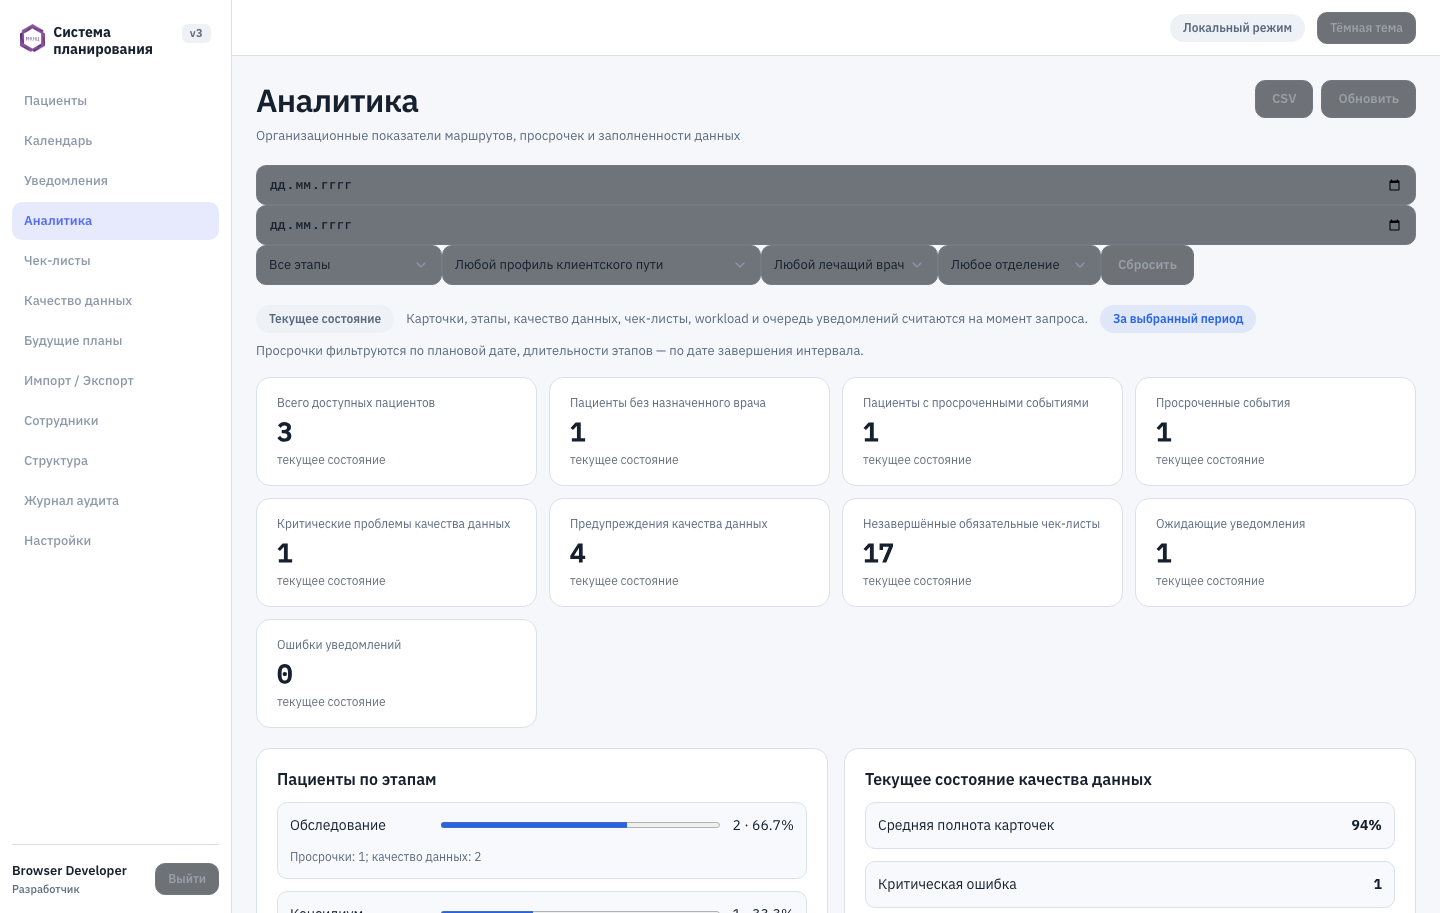 Система
планирования
v3
Пациенты
Календарь
Уведомления
Аналитика
Чек-листы
Качество данных
Будущие планы
Импорт / Экспорт
Сотрудники
Структура
Журнал аудита
Настройки
Browser Developer
Разработчик
Выйти
Локальный режим
Тёмная тема
Аналитика
CSV
Обновить
Организационные показатели маршрутов, просрочек и заполненности данных
дд.мм.гггг
дд.мм.гггг
Все этапы
Любой профиль клиентского пути
Любой лечащий врач
Любое отделение
Сбросить
Текущее состояние
Карточки, этапы, качество данных, чек-листы, workload и очередь уведомлений считаются на момент запроса.
За выбранный период
Просрочки фильтруются по плановой дате, длительности этапов — по дате завершения интервала.
Всего доступных пациентов
3
текущее состояние
Пациенты без назначенного врача
1
текущее состояние
Пациенты с просроченными событиями
1
текущее состояние
Просроченные события
1
текущее состояние
Критические проблемы качества данных
1
текущее состояние
Предупреждения качества данных
4
текущее состояние
Незавершённые обязательные чек-листы
17
текущее состояние
Ожидающие уведомления
1
текущее состояние
Ошибки уведомлений
0
текущее состояние
Пациенты по этапам
Обследование
2 · 66.7%
Просрочки: 1; качество данных: 2
Консилиум
1 · 33.3%
Текущее состояние качества данных
Средняя полнота карточек
94%
Критическая ошибка
1